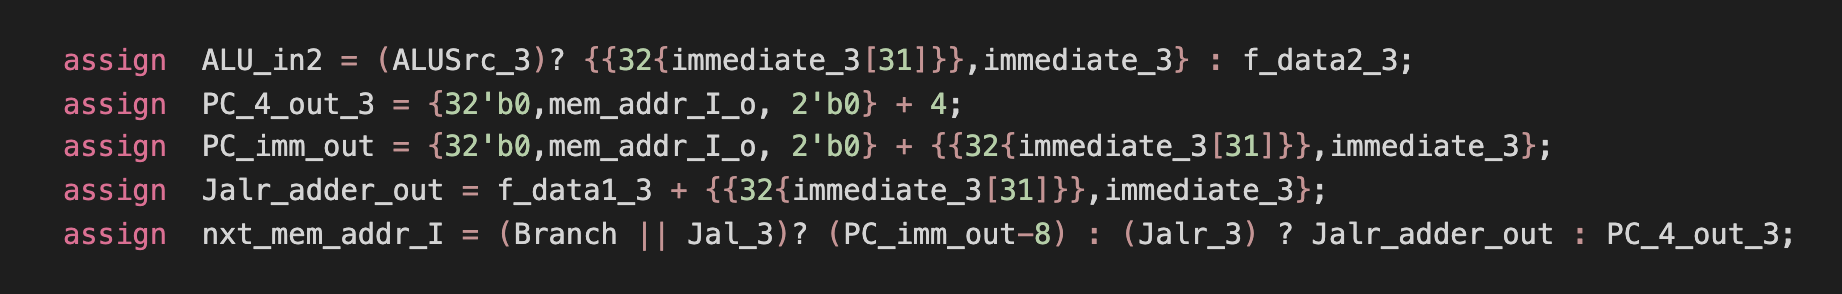 assign  ALU_in2 = (ALUSrc_3)? {{32{immediate_3[31]}},immediate_3} : f_data2_3;
assign  PC_4_out_3 = {32'b0,mem_addr_I_o, 2'b0} + 4;
assign  PC_imm_out = {32'b0,mem_addr_I_o, 2'b0} + {{32{immediate_3[31]}},immediate_3};
assign  Jalr_adder_out = f_data1_3 + {{32{immediate_3[31]}},immediate_3};
assign  nxt_mem_addr_I = (Branch || Jal_3)? (PC_imm_out-8) : (Jalr_3) ? Jalr_adder_out : PC_4_out_3;